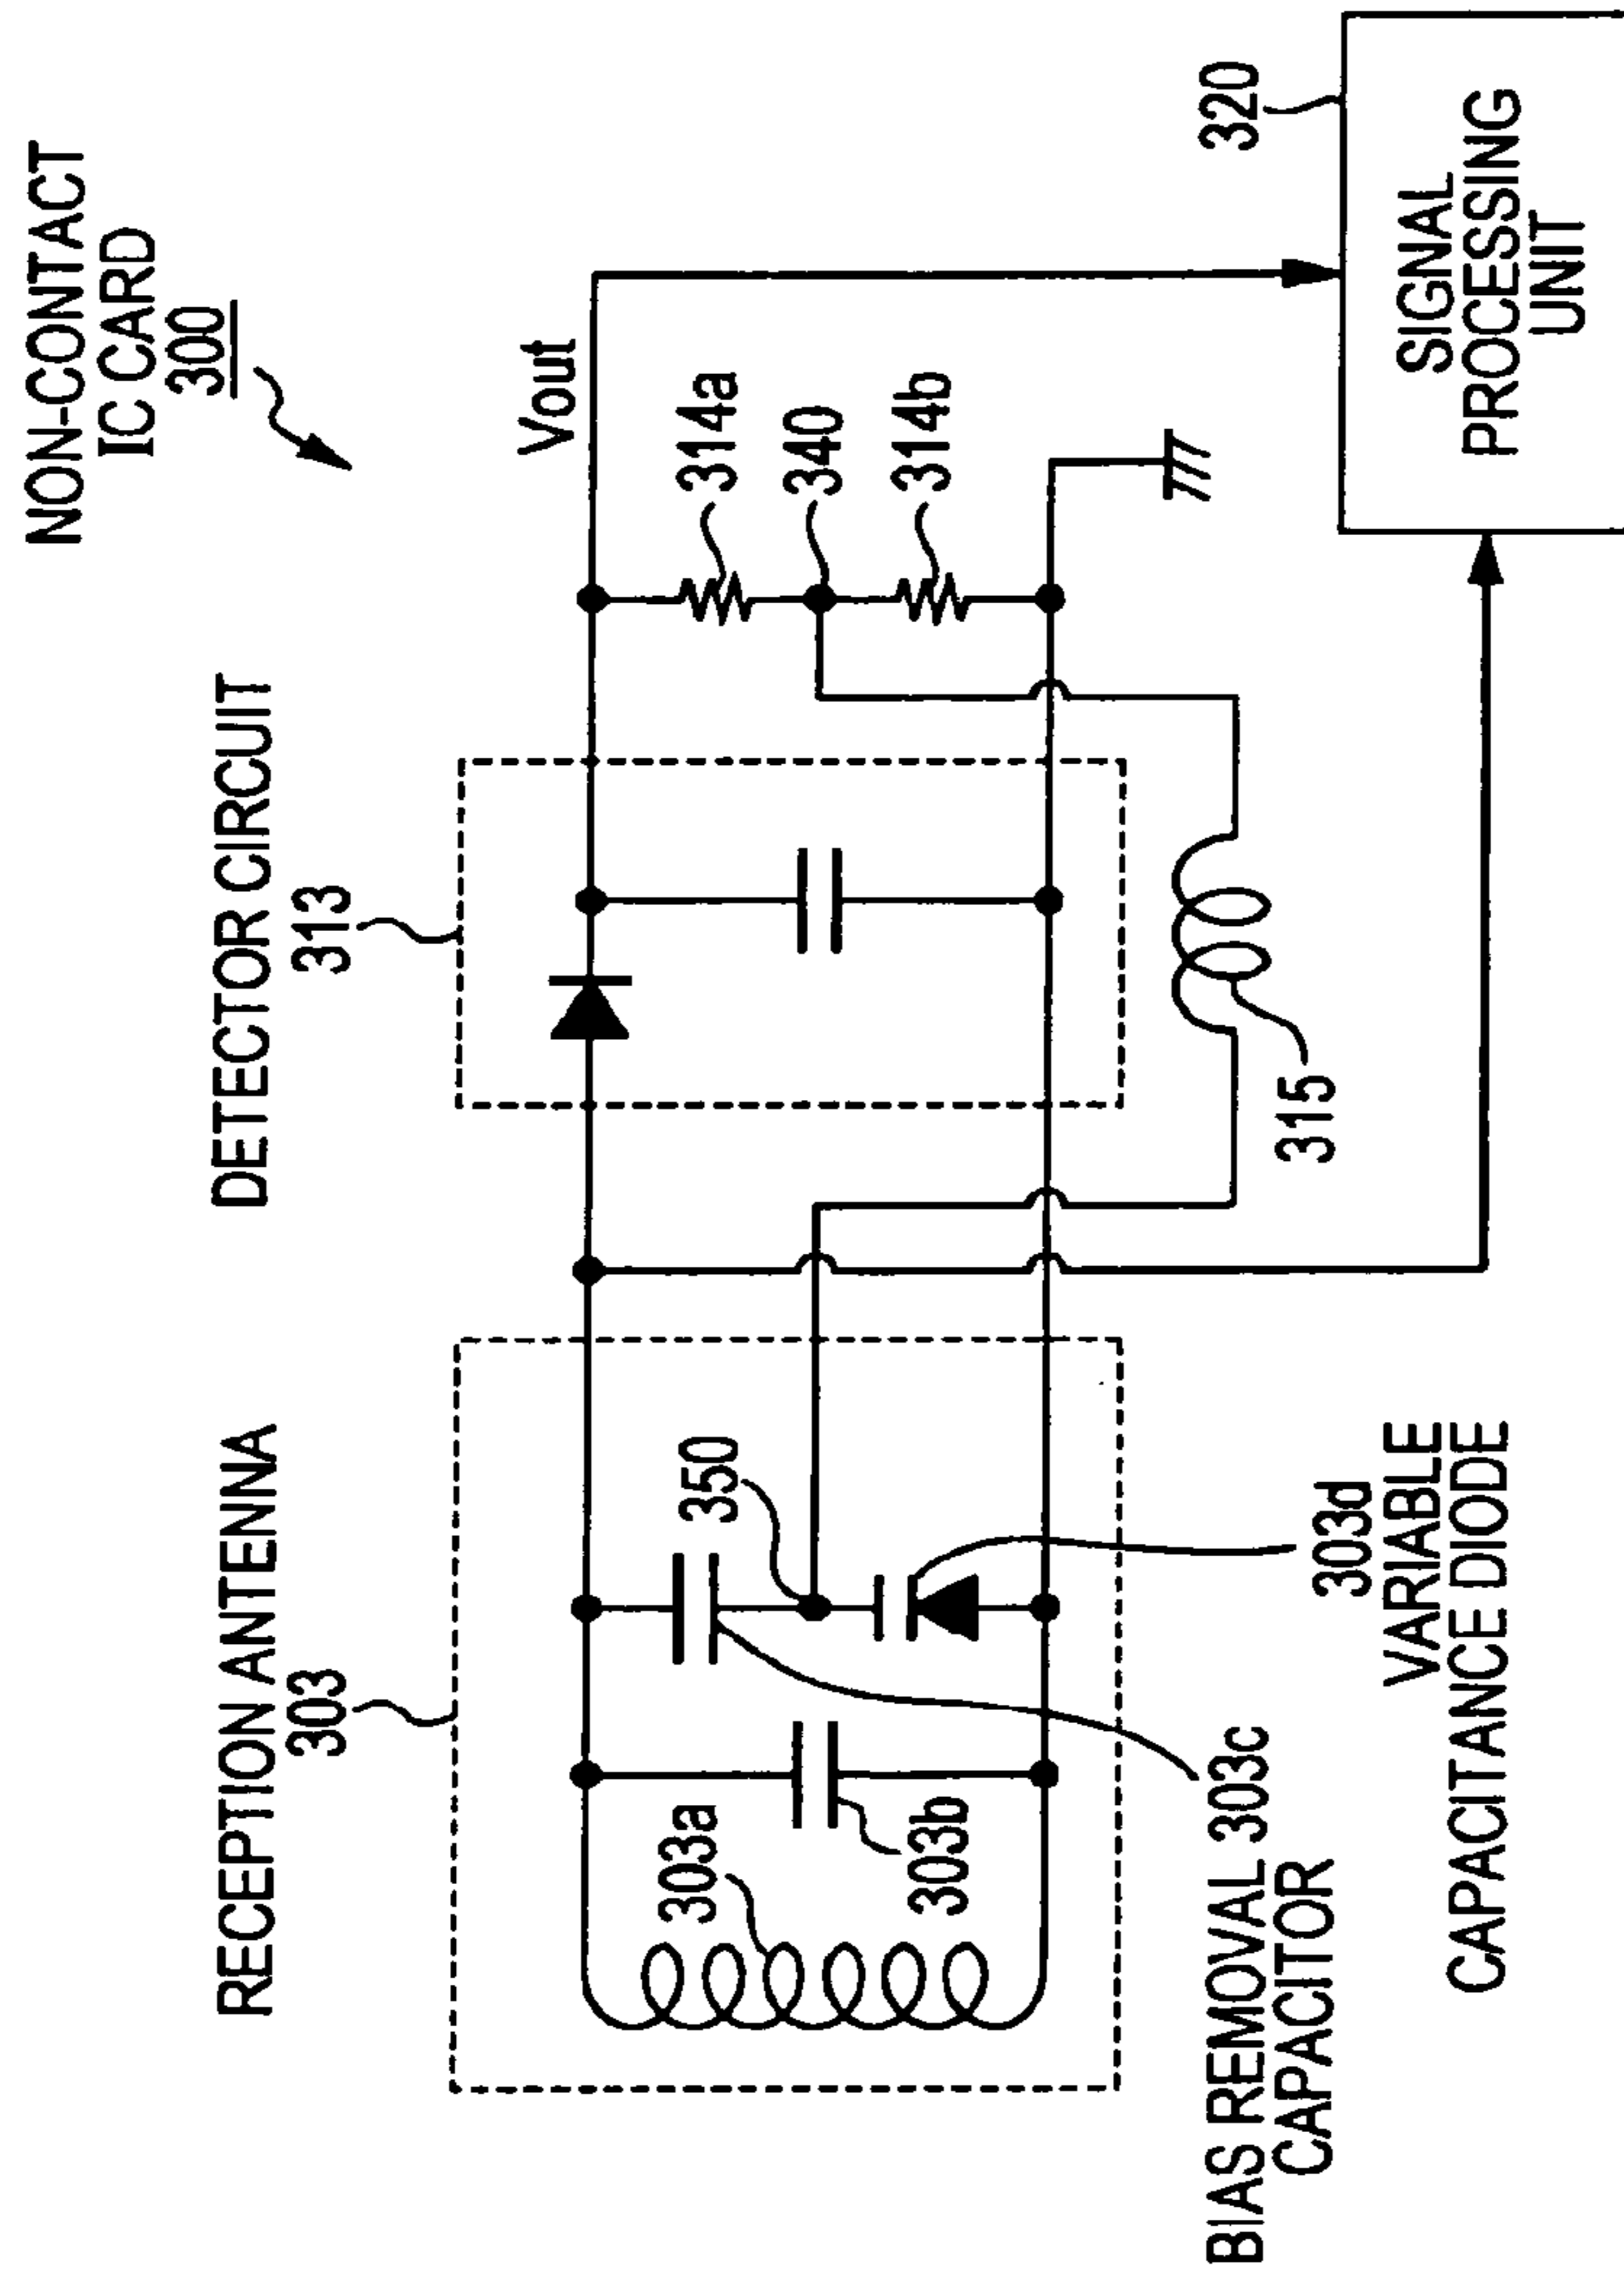 NON-CONTACT
IC CARD
300
RECEPTION ANTENNA
303
DETECTOR CIRCUIT
313
Vout
303a
303b
350
314a
340
314b
315
320
SIGNAL
PROCESSING
UNIT
BIAS REMOVAL 303c
CAPACITOR
303d
VARIABLE
CAPACITANCE DIODE